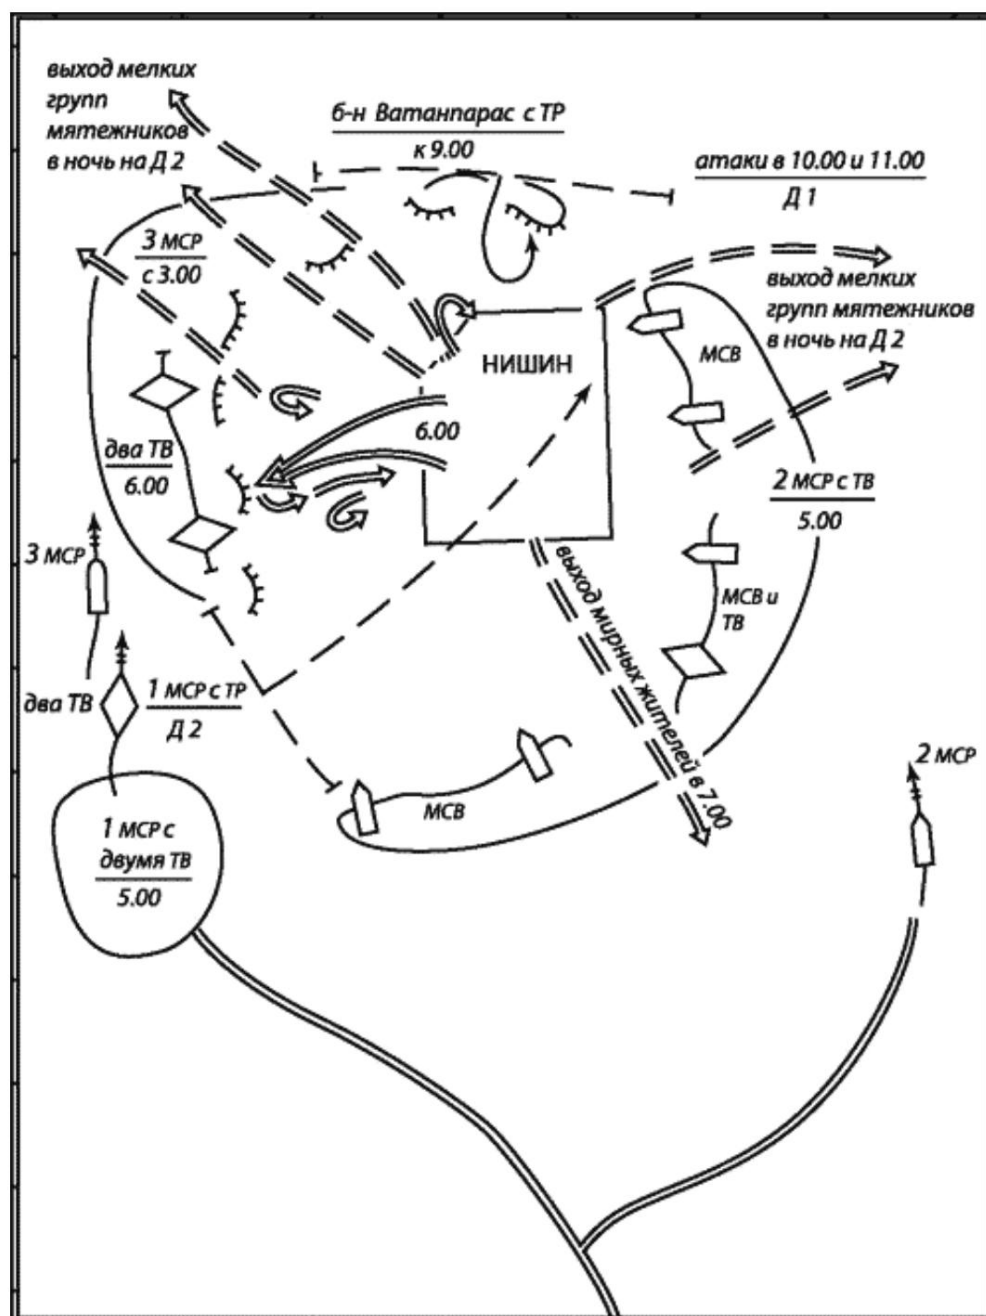 выход мелких
групп
мятежников
в ночь на Д 2
б-н Ватанпарас с ТР
к 9.00
атаки в 10.00 и 11.00
Д 1
3 МСР
с 3.00
выход мелких
групп мятежников
в ночь на Д 2
МСВ
НИШИН
6.00
два ТВ
6.00
2 МСР с ТВ
5.00
3 МСР
МСВ и
ТВ
выход мирных жителей в 7.00
два ТВ
1 МСР с ТР
Д 2
2 МСР
МСВ
1 МСР с
двумя ТВ
5.00